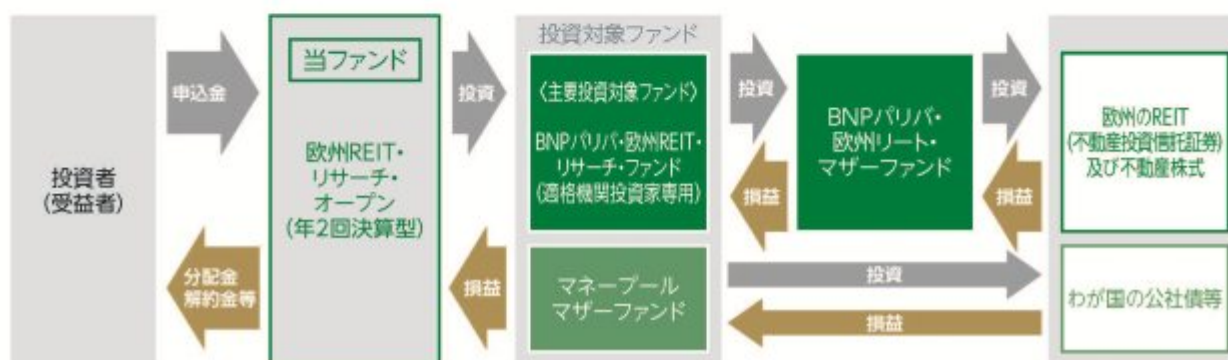 投資者
(受益者)
申込金
分配金
解約金等
当ファンド
欧州REIT・
リサーチ・
オープン
(年2回決算型)
投資
損益
投資対象ファンド
〈主要投資対象ファンド〉
BNPパリバ・欧州REIT・
リサーチ・ファンド
(適格機関投資家専用)
マネープール
マザーファンド
投資
損益
BNPパリバ・
欧州リート・
マザーファンド
投資
損益
投資
損益
欧州のREIT
(不動産投資信託証券)
及び不動産株式
わが国の公社債等